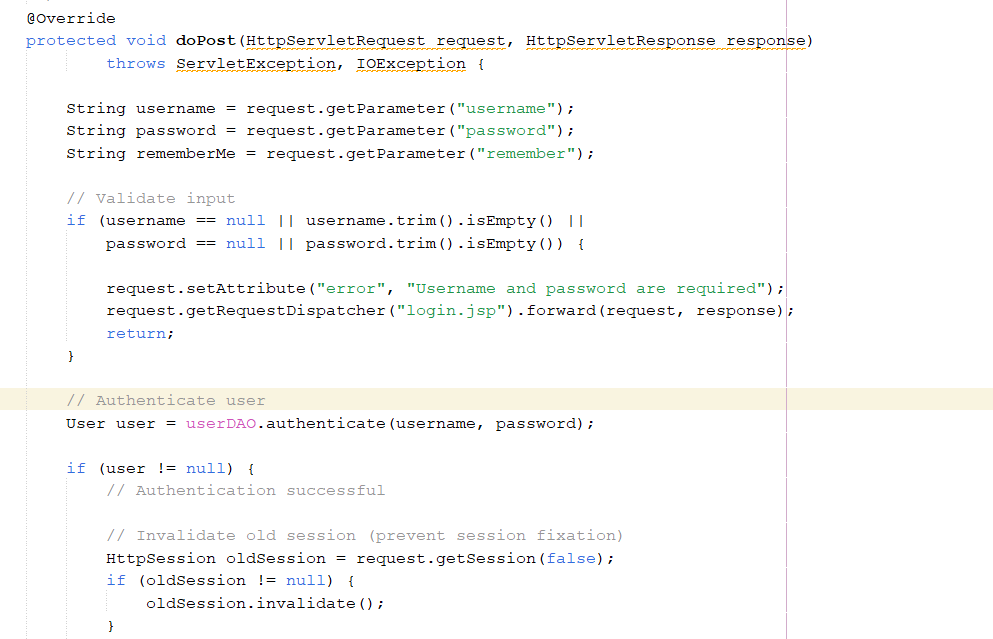 @Override
protected void doPost(HttpServletRequest request, HttpServletResponse response)
        throws ServletException, IOException {

    String username = request.getParameter("username");
    String password = request.getParameter("password");
    String rememberMe = request.getParameter("remember");

    // Validate input
    if (username == null || username.trim().isEmpty() ||
        password == null || password.trim().isEmpty()) {

        request.setAttribute("error", "Username and password are required");
        request.getRequestDispatcher("login.jsp").forward(request, response);
        return;
    }

    // Authenticate user
    User user = userDAO.authenticate(username, password);

    if (user != null) {
        // Authentication successful

        // Invalidate old session (prevent session fixation)
        HttpSession oldSession = request.getSession(false);
        if (oldSession != null) {
            oldSession.invalidate();
        }